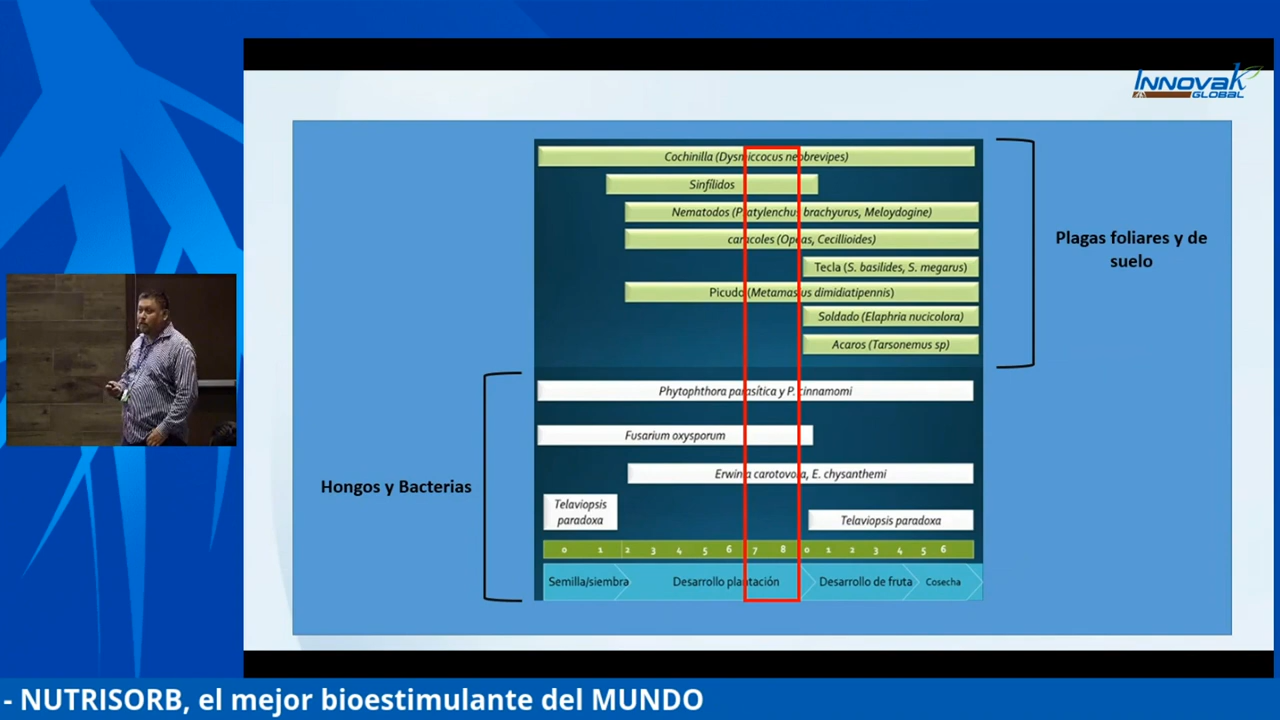 INNOVAK
GLOBAL
Cochinilla (Dysmiccocus neobrevipes)
Sinfílidos
Nematodos (Platylenchus brachyurus, Meloydogine)
caracoles (Opeas, Cecillioides)
Tecla (S. basilides, S. megarus)
Picudo (Metamasius dimidiatipennis)
Soldado (Elaphria nucicolora)
Acaros (Tarsonemus sp)
Plagas foliares y de
suelo
Phytophthora parasítica y P. cinnamomi
Fusarium oxysporum
Erwinia carotovora, E. chysanthemi
Hongos y Bacterias
Telaviopsis
paradoxa
Telaviopsis paradoxa
0 1 2 3 4 5 6 7 8 0 1 2 3 4 5 6
Semilla/siembra Desarrollo plantación Desarrollo de fruta Cosecha
- NUTRISORB, el mejor bioestimulante del MUNDO